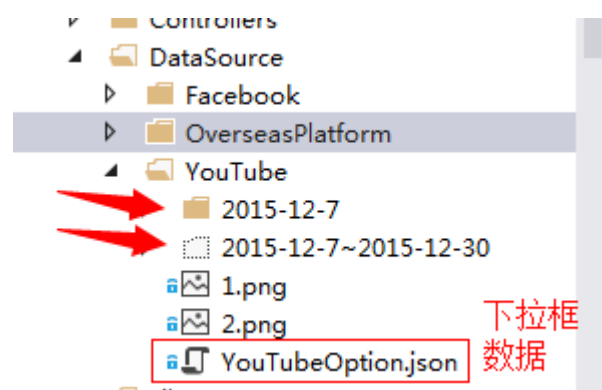 Controllers
DataSource
Facebook
OverseasPlatform
YouTube
2015-12-7
2015-12-7~2015-12-30
1.png
2.png
YouTubeOption.json
下拉框
数据